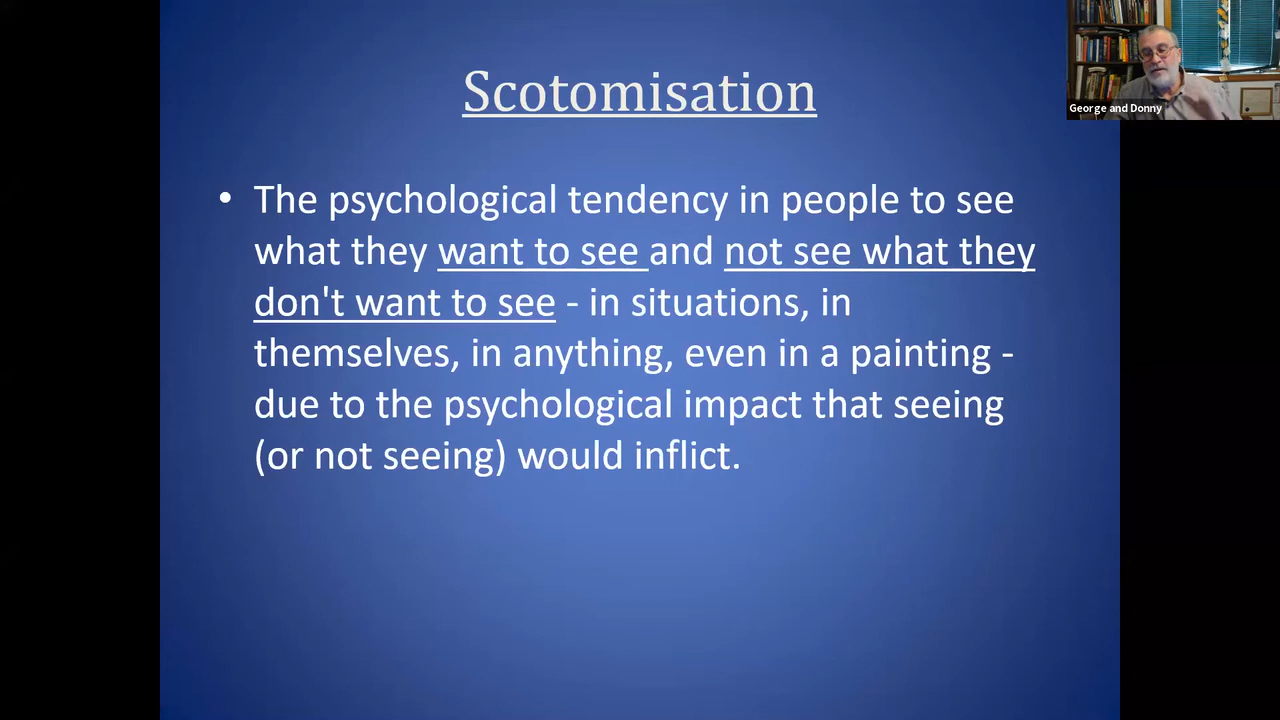 Scotomisation
George and Donny
• The psychological tendency in people to see
what they want to see and not see what they
don't want to see - in situations, in
themselves, in anything, even in a painting -
due to the psychological impact that seeing
(or not seeing) would inflict.